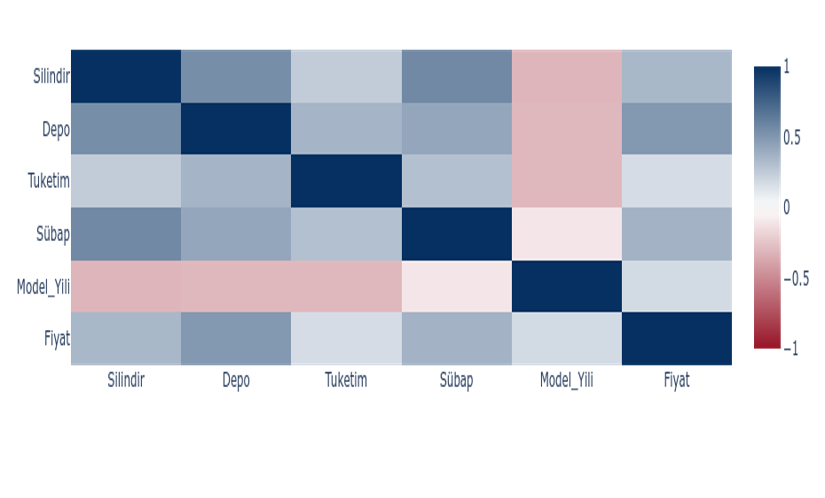 Silindir
Depo
Tuketim
Sübap
Model_Yili
Fiyat
Silindir Depo Tuketim Sübap Model_Yili Fiyat
1
0.5
0
−0.5
−1